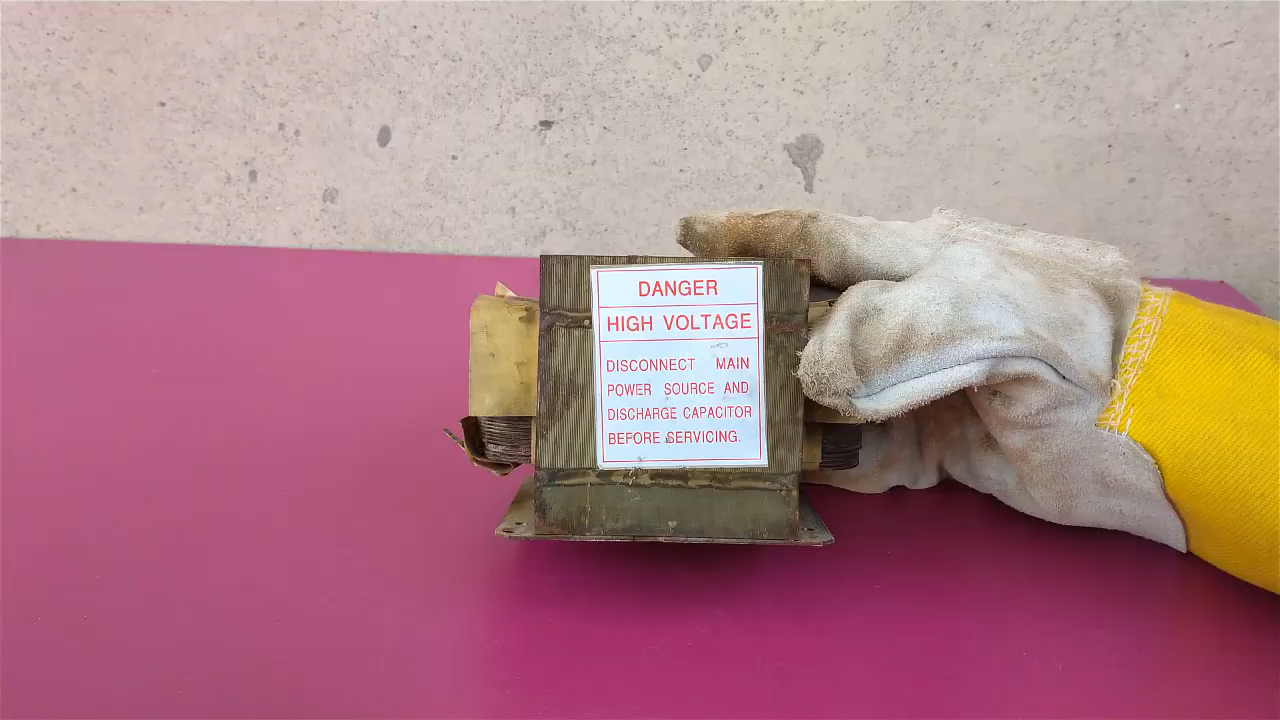 DANGER
HIGH VOLTAGE
DISCONNECT MAIN
POWER SOURCE AND
DISCHARGE CAPACITOR
BEFORE SERVICING.